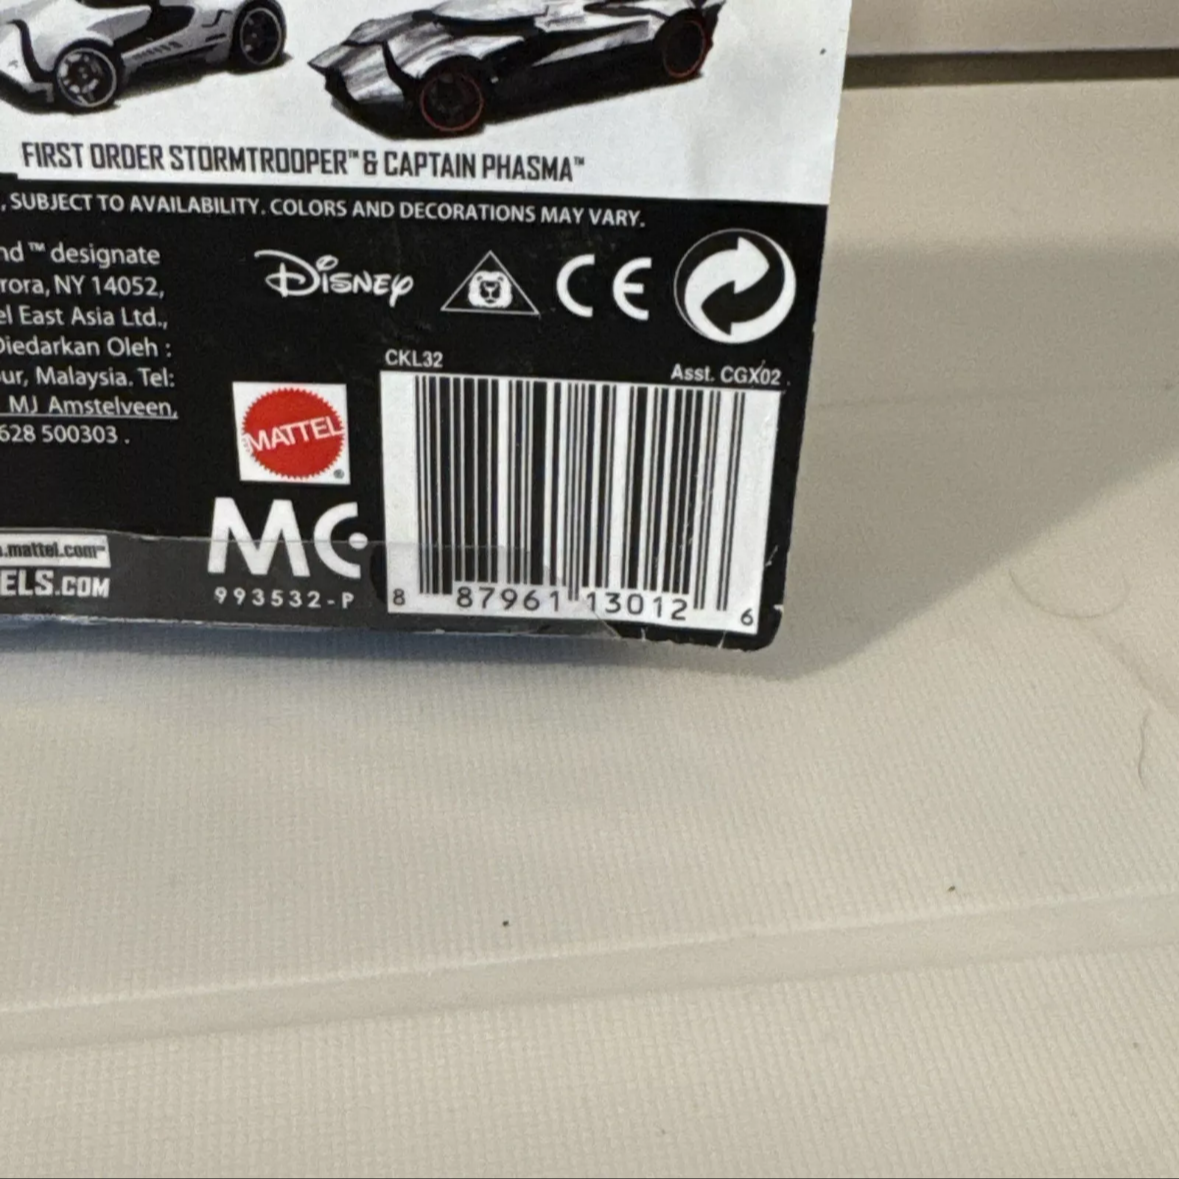 FIRST ORDER STORMTROOPER™ & CAPTAIN PHASMA™
, SUBJECT TO AVAILABILITY. COLORS AND DECORATIONS MAY VARY.
nd ™ designate
rora, NY 14052,
el East Asia Ltd.,
Diedarkan Oleh :
ur, Malaysia. Tel:
MJ Amstelveen,
628 500303 .
DISNEY
CE
CKL32
Asst. CGX02
MATTEL
®
MC
993532-P
.mattel.com™
ELS.COM
8 87961 13012 6